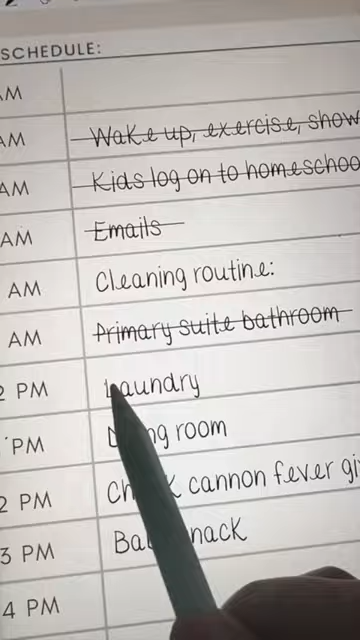 SCHEDULE:
AM
AM Wake up, exercise, show
AM Kids log on to homeschoo
AM Emails
AM Cleaning routine:
AM Primary suite bathroom
2 PM Laundry
PM room
2 PM cannon fever gi
3 PM
4 PM